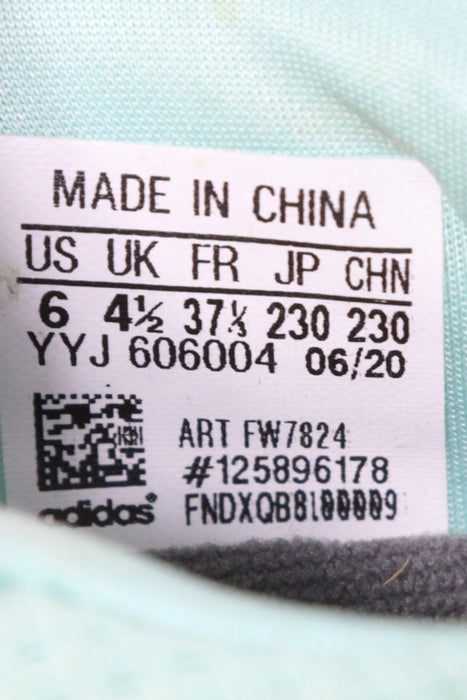 MADE IN CHINA
US UK FR JP CHN
6 4½ 37⅓ 230 230
YYJ 606004 06/20
ART FW7824
#125896178
adidas®